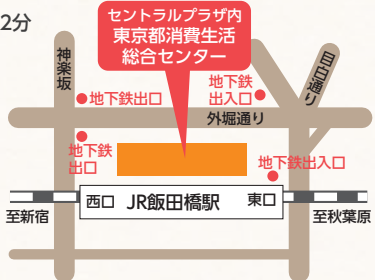 2分
セントラルプラザ内
東京都消費生活
総合センター
神楽坂
目白通り
地下鉄出口
地下鉄
出入口
外堀通り
地下鉄
出口
地下鉄出入口
西口
JR飯田橋駅
東口
至新宿
至秋葉原